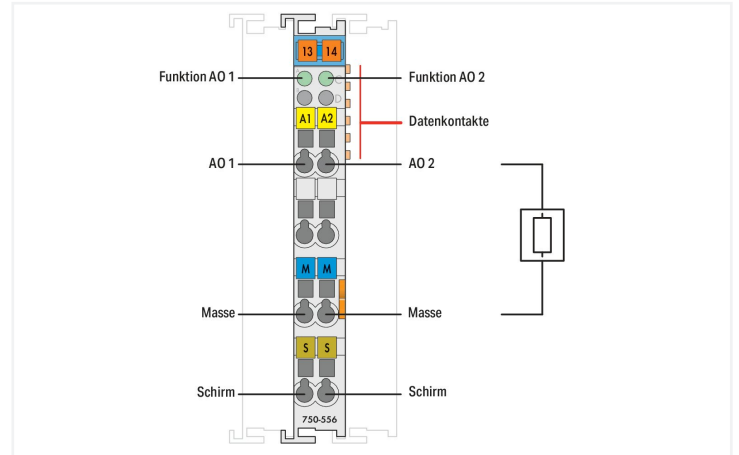 13 14
Funktion AO 1
Funktion AO 2
C
D
A1 A2
Datenkontakte
AO 1
AO 2
M M
Masse
Masse
S S
Schirm
Schirm
750-556